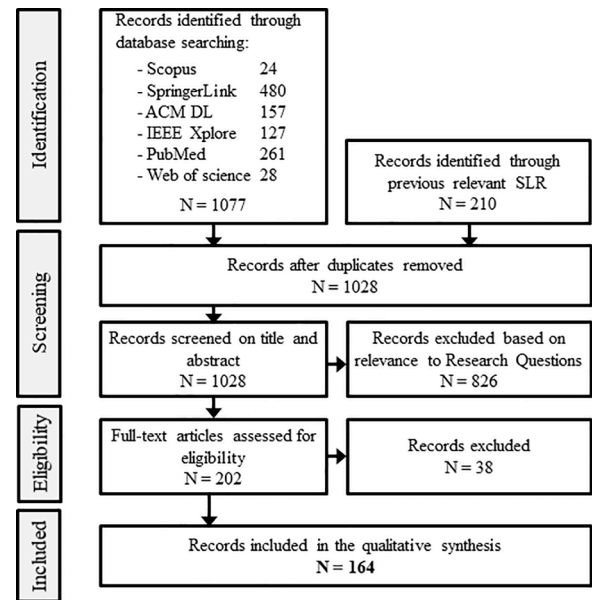 Identification
Records identified through
database searching:
- Scopus 24
- SpringerLink 480
- ACM DL 157
- IEEE Xplore 127
- PubMed 261
- Web of science 28
N = 1077
Records identified through
previous relevant SLR
N = 210
Screening
Records after duplicates removed
N = 1028
Records screened on title and
abstract
N = 1028
Records excluded based on
relevance to Research Questions
N = 826
Eligibility
Full-text articles assessed for
eligibility
N = 202
Records excluded
N = 38
Included
Records included in the qualitative synthesis
N = 164